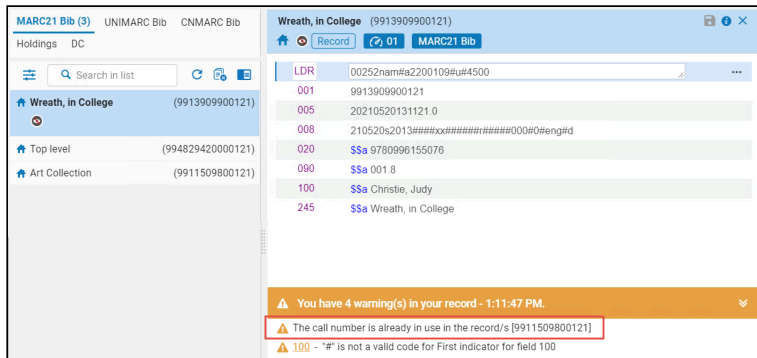 MARC21 Bib (3) UNIMARC Bib CNMARC Bib
Holdings DC
Search in list
Wreath, in College (9913909900121)
Top level (994829420000121)
Art Collection (9911509800121)
Wreath, in College (9913909900121)
Record 01 MARC21 Bib
LDR 00252nam#a2200109#u#4500
001 9913909900121
005 20210520131121.0
008 210520s2013####xx######r#####000#0#eng#d
020 $$a 9780996155076
090 $$a 001.8
100 $$a Christie, Judy
245 $$a Wreath, in College
You have 4 warning(s) in your record - 1:11:47 PM.
The call number is already in use in the record/s [9911509800121]
100 - "#" is not a valid code for First indicator for field 100